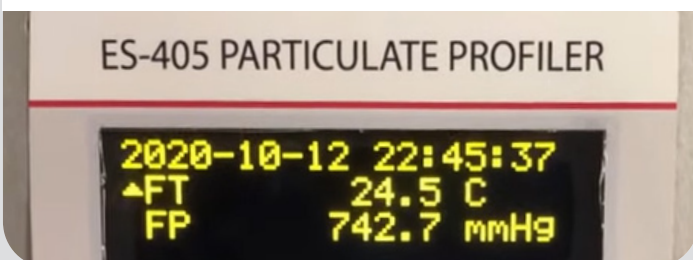 ES-405 PARTICULATE PROFILER
2020-10-12 22:45:37
▲FT 24.5 C
FP 742.7 mmHg